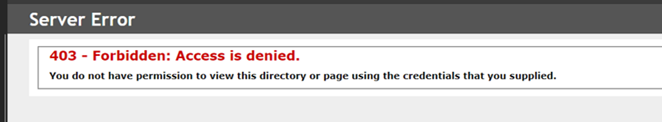 Server Error
403 - Forbidden: Access is denied.
You do not have permission to view this directory or page using the credentials that you supplied.